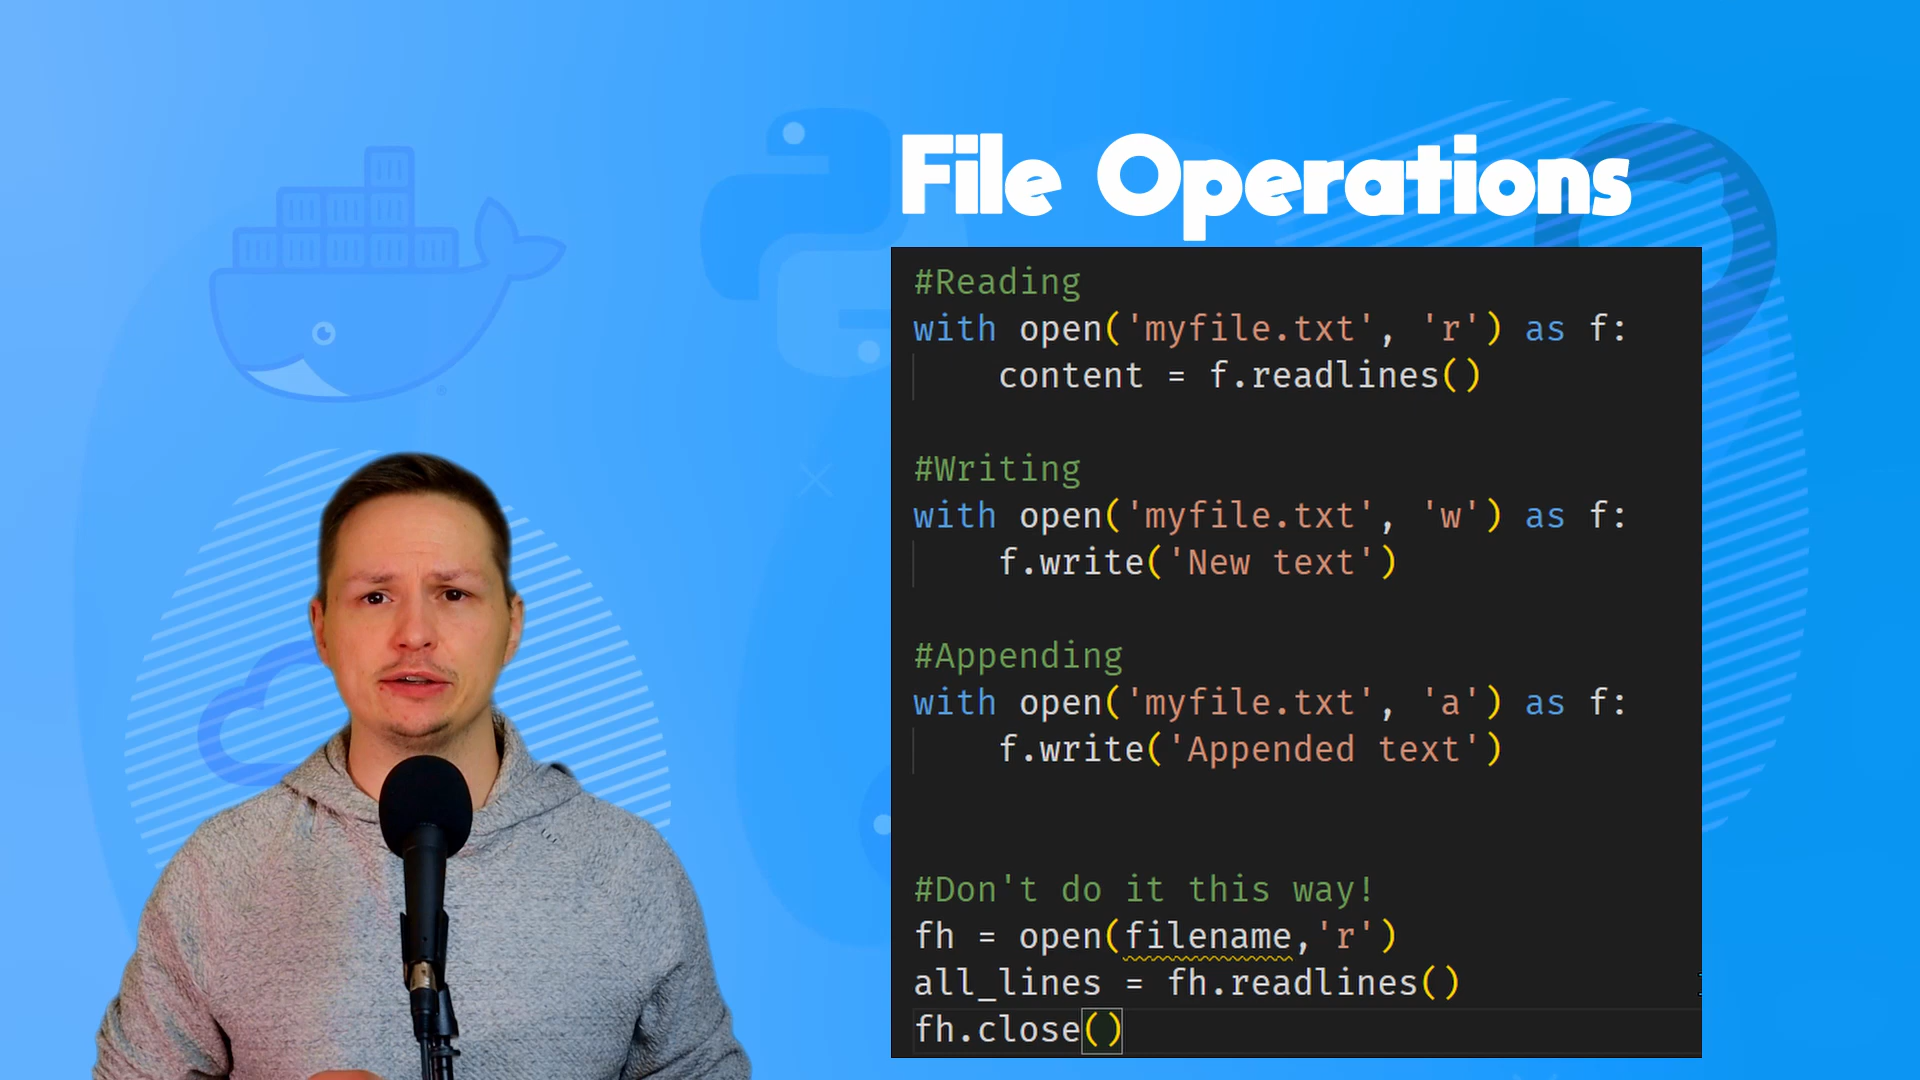 File Operations
#Reading
with open('myfile.txt', 'r') as f:
    content = f.readlines()
#Writing
with open('myfile.txt', 'w') as f:
    f.write('New text')
#Appending
with open('myfile.txt', 'a') as f:
    f.write('Appended text')
#Don't do it this way!
fh = open(filename,'r')
all_lines = fh.readlines()
fh.close()